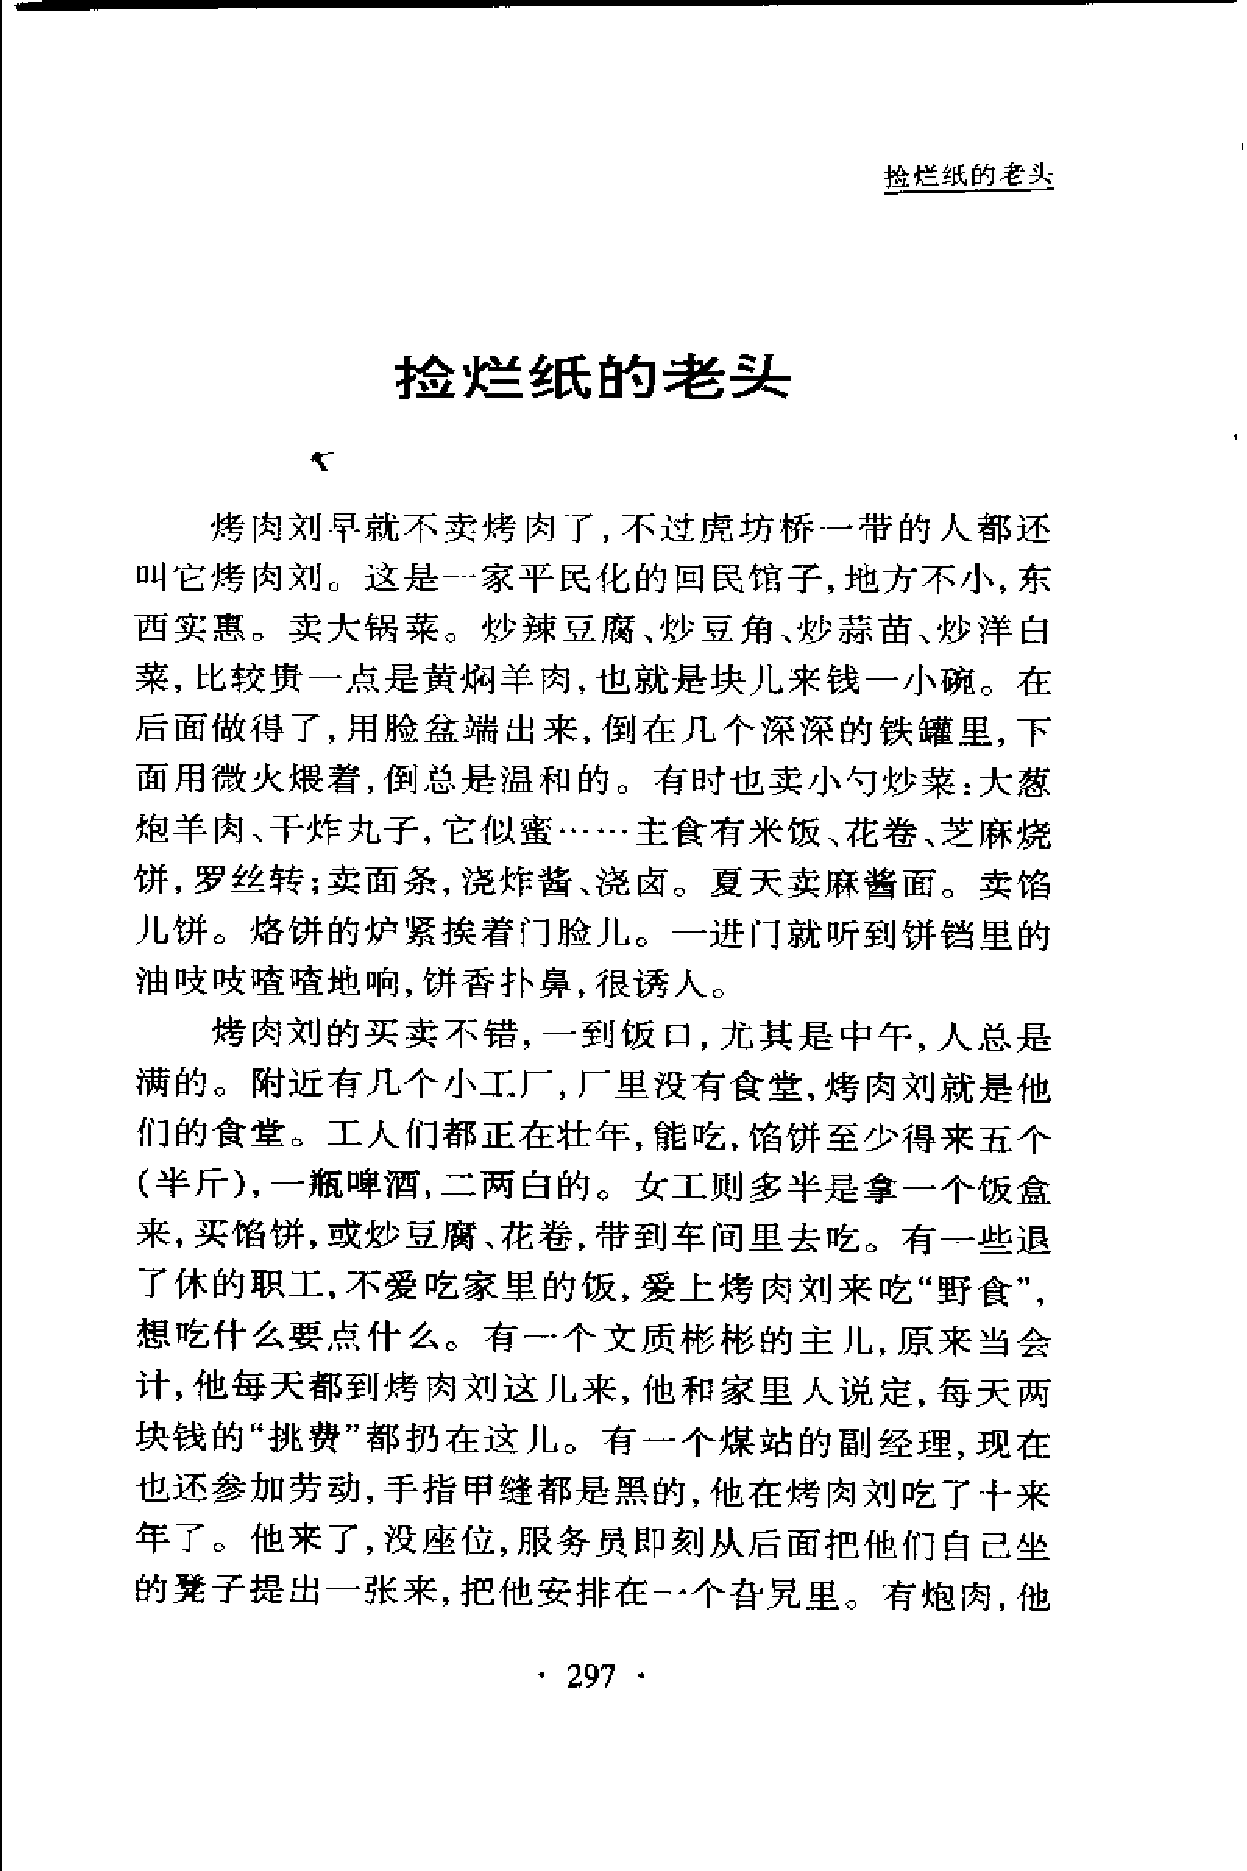 捡烂纸的老头
捡烂纸的老头
烤肉刘早就不卖烤肉了,不过虎坊桥一带的人都还
叫它烤肉刘。这是一家平民化的回民馆子,地方不小,东
西实惠。卖大锅菜。炒辣豆腐、炒豆角、炒蒜苗、炒洋白
菜,比较贵一点是黄焖羊肉,也就是块儿来钱一小碗。在
后面做得了,用脸盆端出来,倒在几个深深的铁罐里,下
面用微火煨着,倒总是温和的。有时也卖小勺炒菜:大葱
炮羊肉、干炸丸子,它似蜜……主食有米饭、花卷、芝麻烧
饼,罗丝转;卖面条,浇炸酱、浇卤。夏天卖麻酱面。卖馅
儿饼。烙饼的炉紧挨着门脸儿。一进门就听到饼铛里的
油吱吱喳喳地响,饼香扑鼻,很诱人。
烤肉刘的买卖不错,一到饭口,尤其是中午,人总是
满的。附近有几个小工厂,厂里没有食堂,烤肉刘就是他
们的食堂。工人们都正在壮年,能吃,馅饼至少得来五个
(半斤),一瓶啤酒,二两白的。女工则多半是拿一个饭盒
来,买馅饼,或炒豆腐、花卷,带到车间里去吃。有一些退
了休的职工,不爱吃家里的饭,爱上烤肉刘来吃“野食”,
想吃什么要点什么。有一个文质彬彬的主儿,原来当会
计,他每天都到烤肉刘这儿来,他和家里人说定,每天两
块钱的“挑费”都扔在这儿。有一个煤站的副经理,现在
也还参加劳动,手指甲缝都是黑的,他在烤肉刘吃了十来
年了。他来了,没座位,服务员即刻从后面把他们自己坐
的凳子提出一张来,把他安排在一个旮旯里。有炮肉,他
· 297 ·